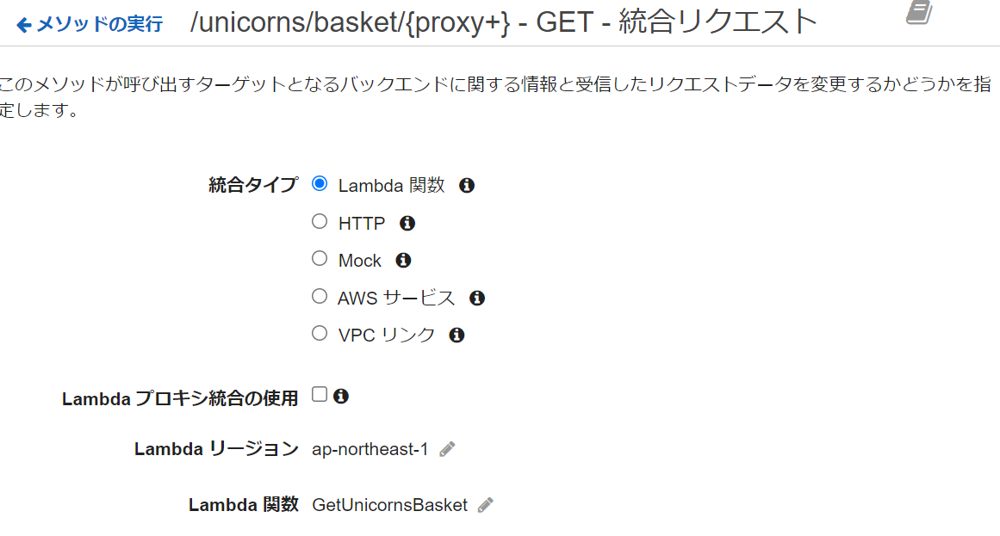 メソッドの実行 /unicorns/basket/{proxy+} - GET - 統合リクエスト
このメソッドが呼び出すターゲットとなるバックエンドに関する情報と受信したリクエストデータを変更するかどうかを指
定します。
統合タイプ Lambda 関数
HTTP
Mock
AWS サービス
VPC リンク
Lambda プロキシ統合の使用
Lambda リージョン ap-northeast-1
Lambda 関数 GetUnicornsBasket